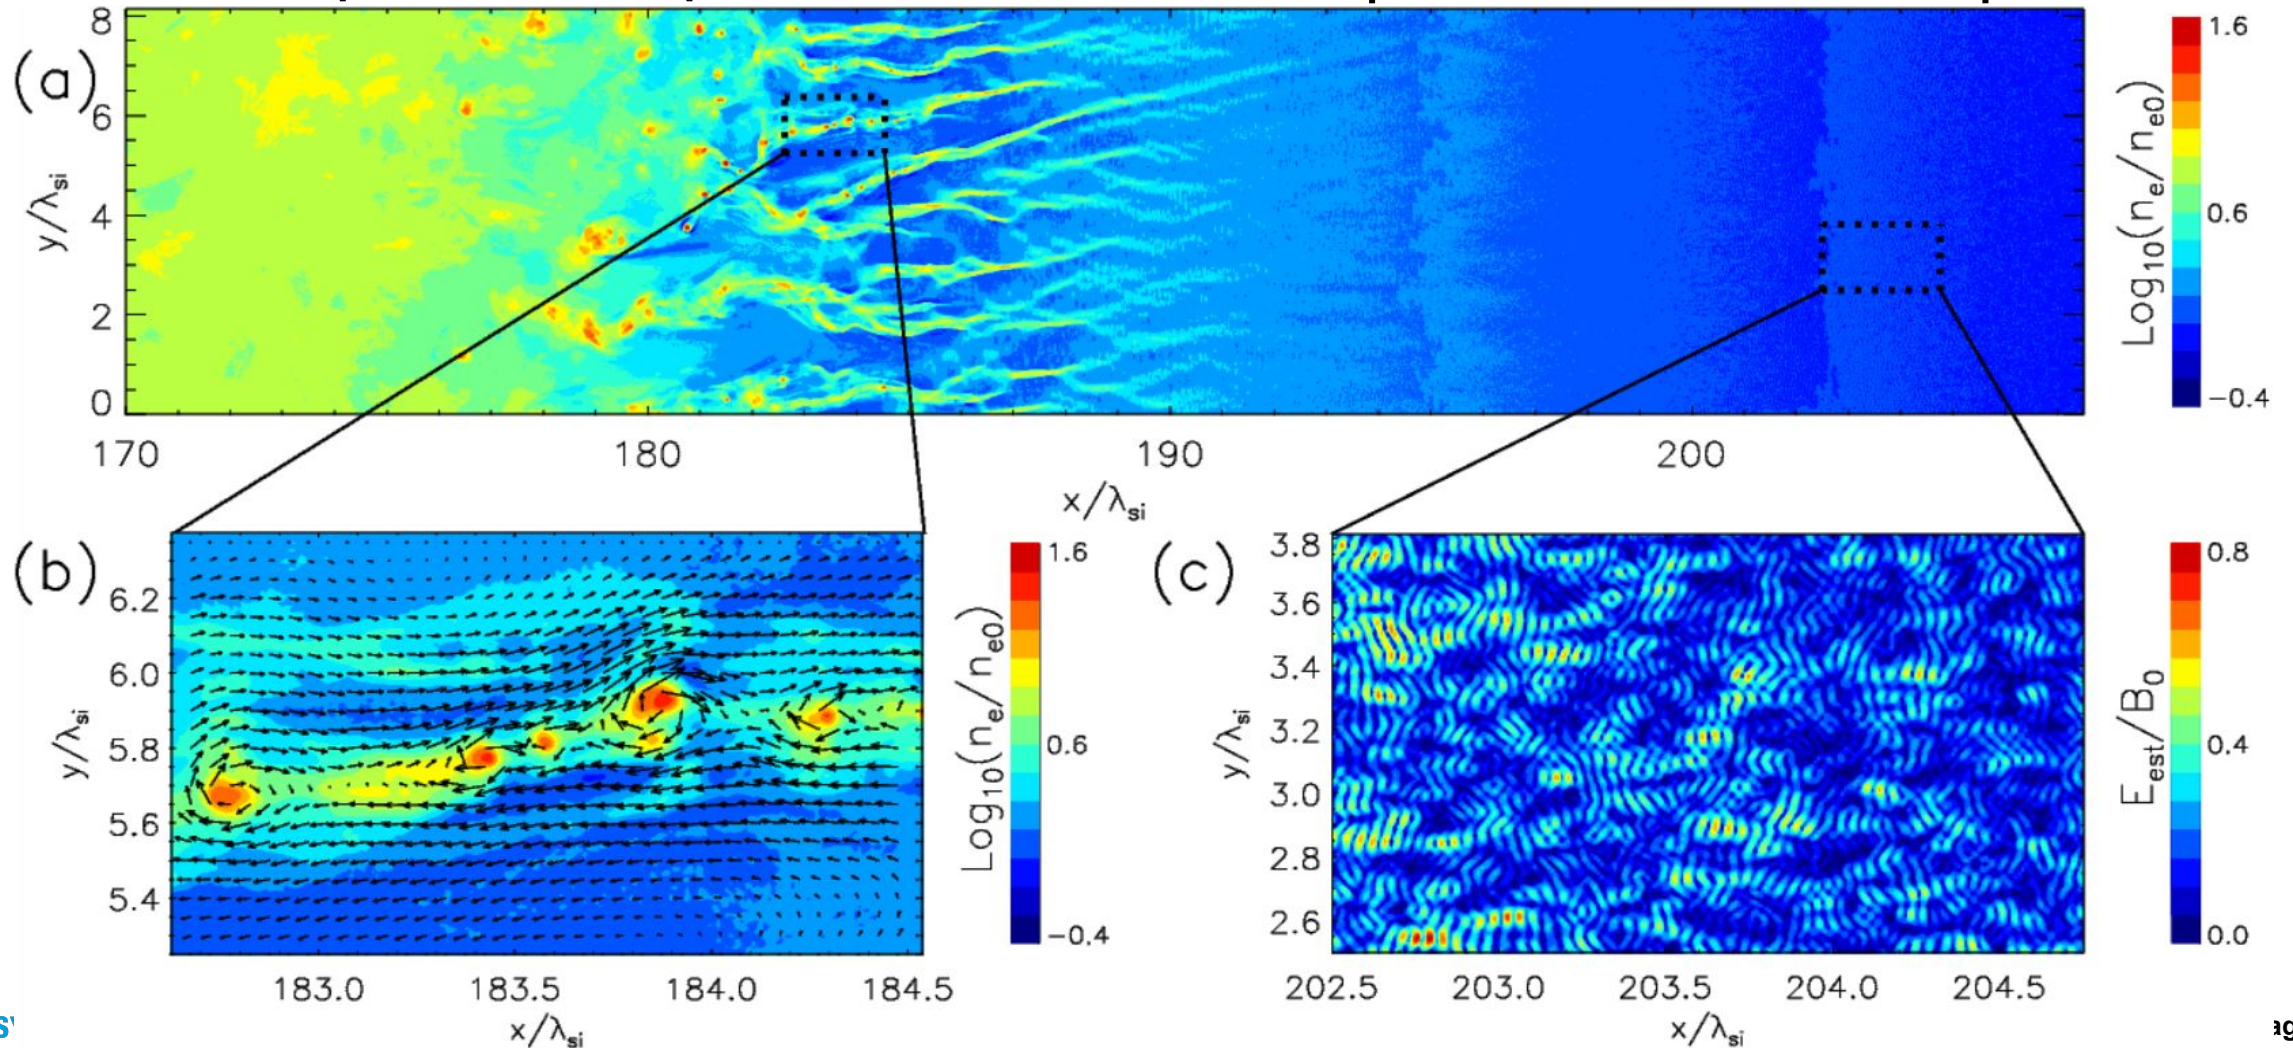 (a)
8
6
4
2
0
y/λsi
170 180 190 200
x/λsi
Log10(ne/ne0)
1.6
0.6
−0.4
(b)
6.2
6.0
5.8
5.6
5.4
y/λsi
183.0 183.5 184.0 184.5
x/λsi
Log10(ne/ne0)
1.6
0.6
−0.4
(c)
3.8
3.6
3.4
3.2
3.0
2.8
2.6
y/λsi
202.5 203.0 203.5 204.0 204.5
x/λsi
Eest/B0
0.8
0.4
0.0